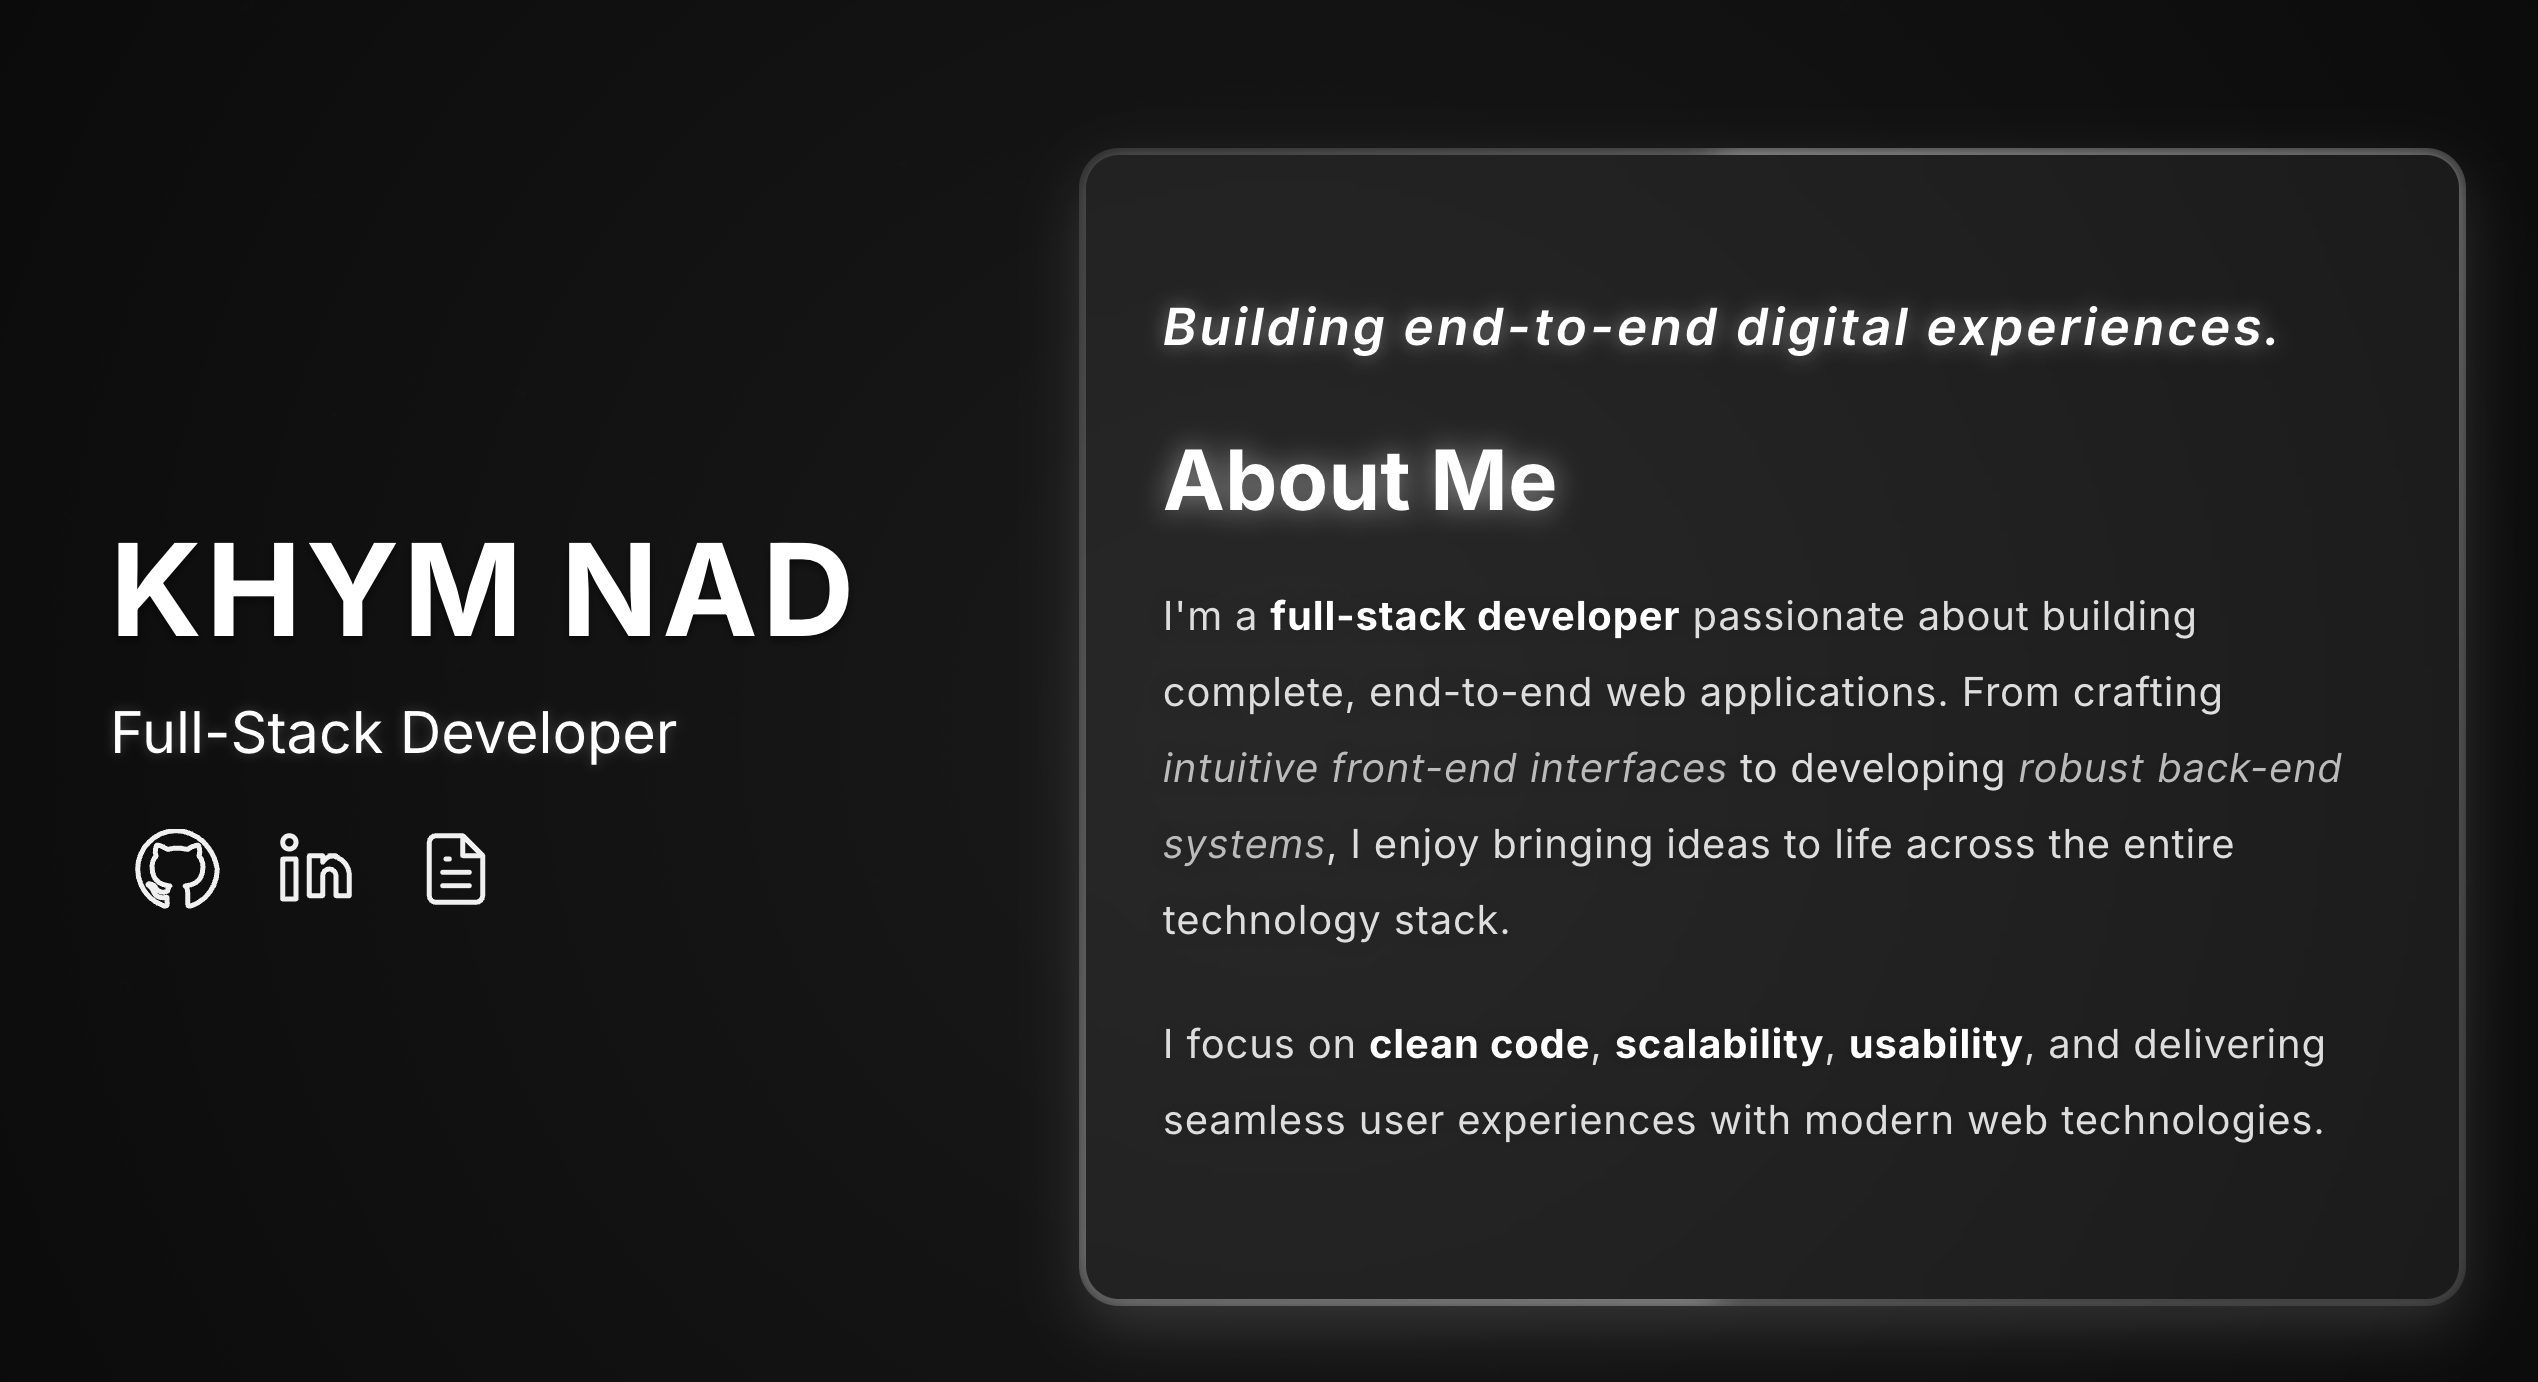 KHYM NAD
Full-Stack Developer
Building end-to-end digital experiences.
About Me
I'm a full-stack developer passionate about building
complete, end-to-end web applications. From crafting
intuitive front-end interfaces to developing robust back-end
systems, I enjoy bringing ideas to life across the entire
technology stack.
I focus on clean code, scalability, usability, and delivering
seamless user experiences with modern web technologies.